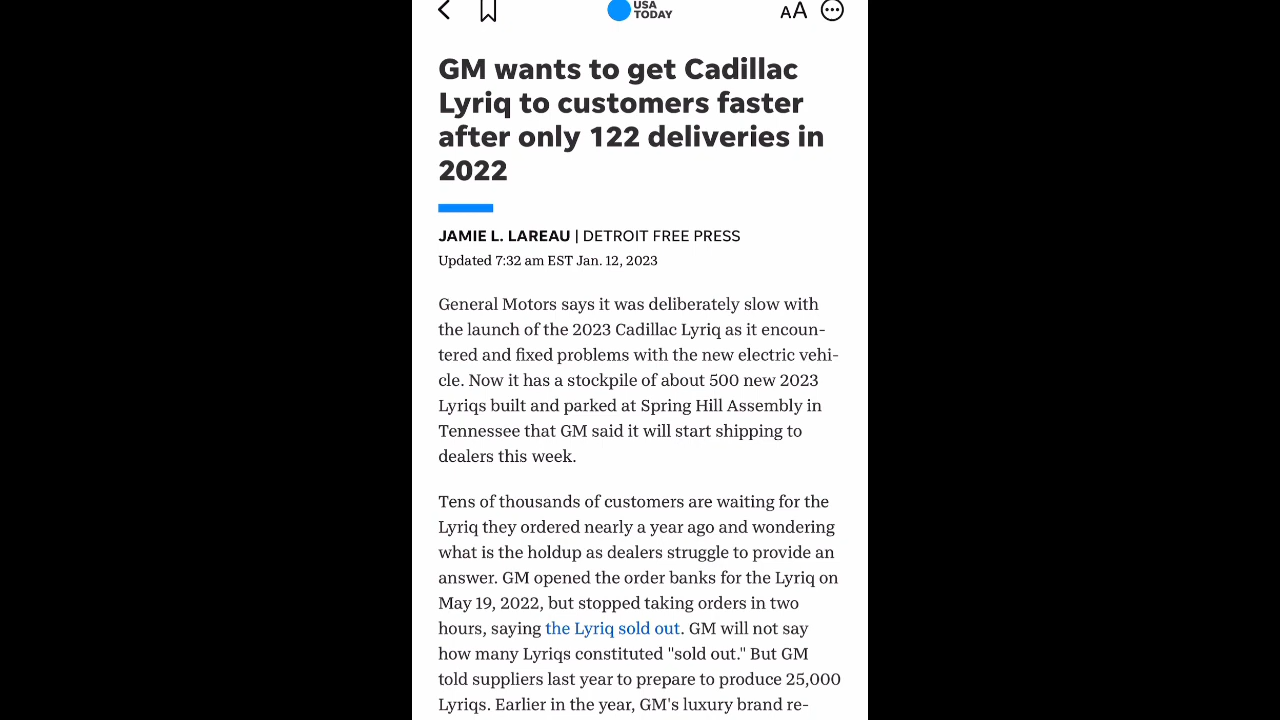 USA
TODAY
AA
GM wants to get Cadillac
Lyriq to customers faster
after only 122 deliveries in
2022
JAMIE L. LAREAU | DETROIT FREE PRESS
Updated 7:32 am EST Jan. 12, 2023
General Motors says it was deliberately slow with
the launch of the 2023 Cadillac Lyriq as it encoun-
tered and fixed problems with the new electric vehi-
cle. Now it has a stockpile of about 500 new 2023
Lyriqs built and parked at Spring Hill Assembly in
Tennessee that GM said it will start shipping to
dealers this week.
Tens of thousands of customers are waiting for the
Lyriq they ordered nearly a year ago and wondering
what is the holdup as dealers struggle to provide an
answer. GM opened the order banks for the Lyriq on
May 19, 2022, but stopped taking orders in two
hours, saying the Lyriq sold out. GM will not say
how many Lyriqs constituted "sold out." But GM
told suppliers last year to prepare to produce 25,000
Lyriqs. Earlier in the year, GM's luxury brand re-